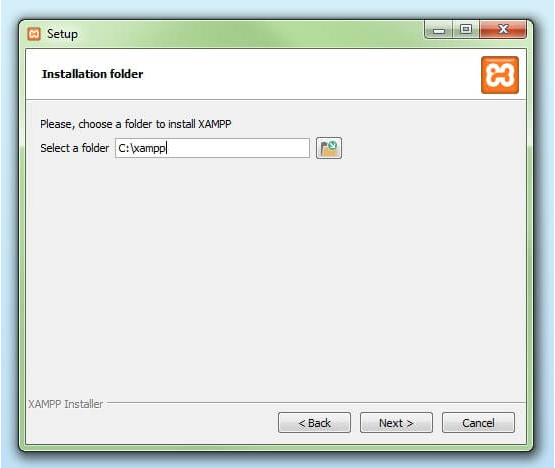 Setup
Installation folder
Please, choose a folder to install XAMPP
Select a folder C:\xampp
XAMPP Installer
< Back Next > Cancel